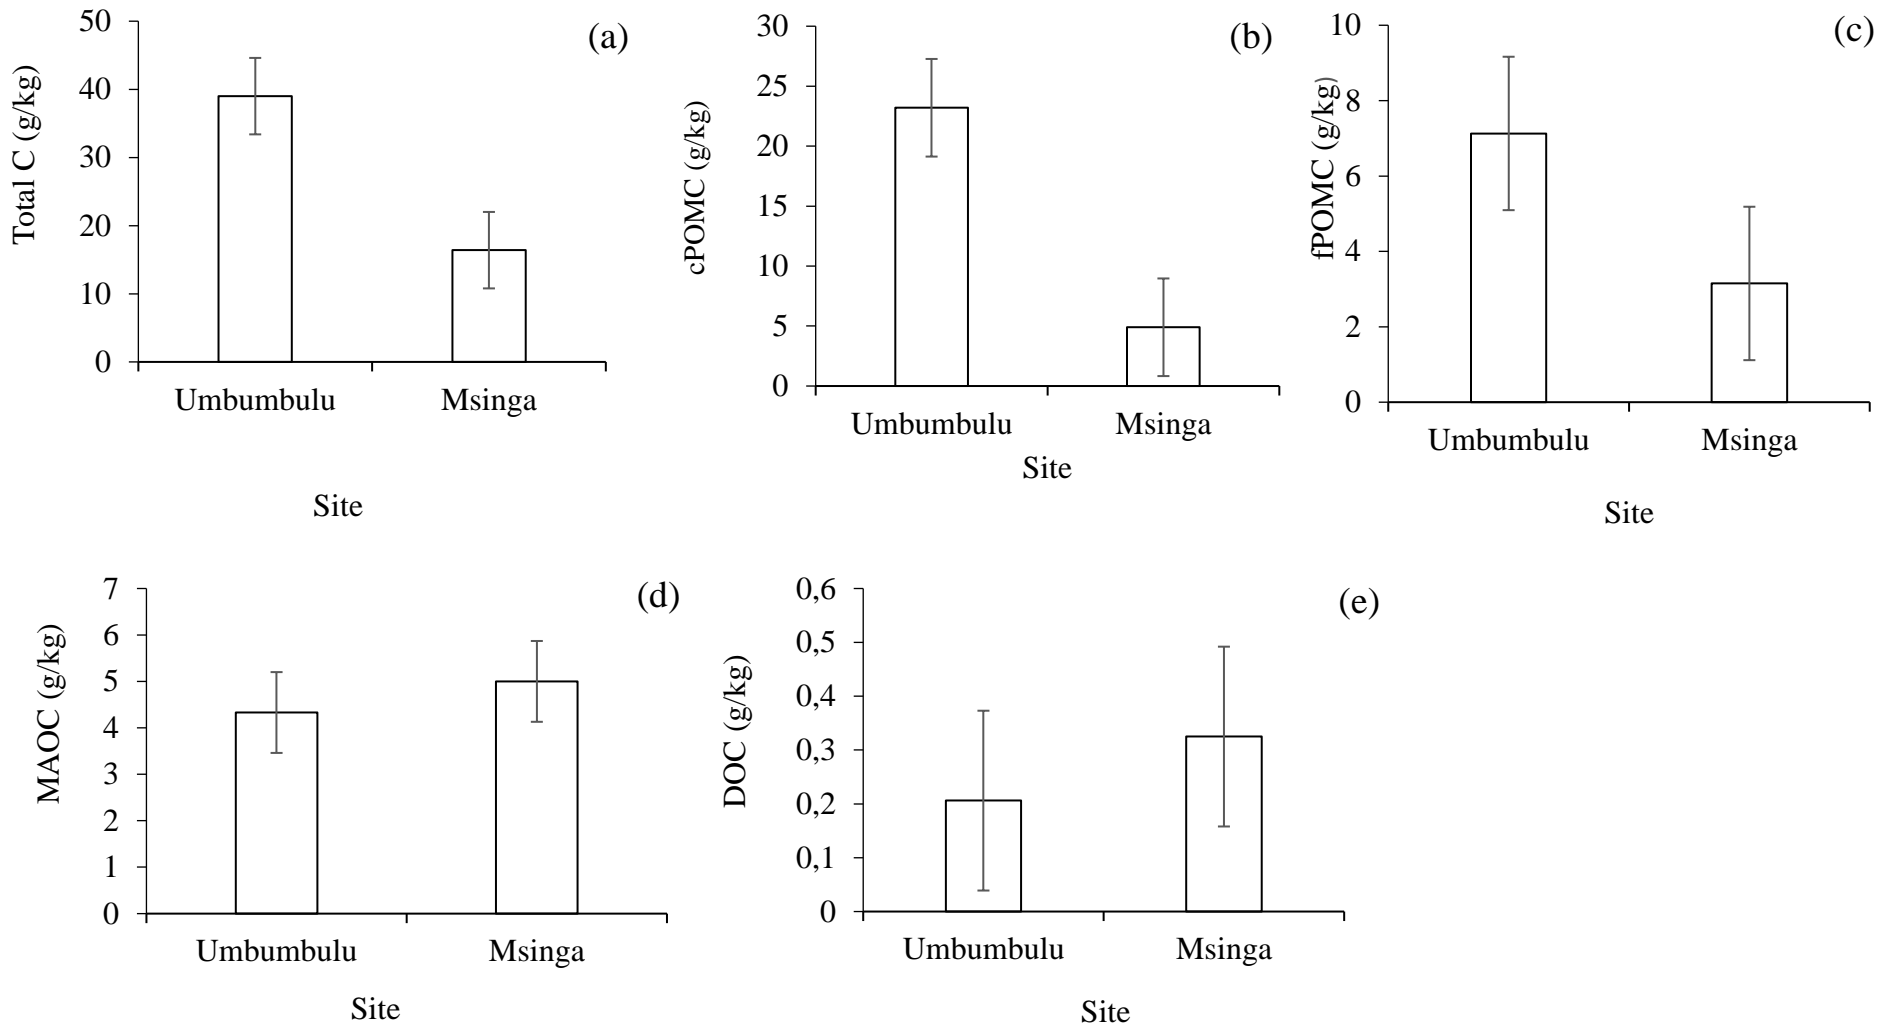 (a)
Total C (g/kg)
50
40
30
20
10
0
Umbumbulu Msinga
Site
(b)
cPOMC (g/kg)
30
25
20
15
10
5
0
Umbumbulu Msinga
Site
(c)
fPOMC (g/kg)
10
8
6
4
2
0
Umbumbulu Msinga
Site
(d)
MAOC (g/kg)
7
6
5
4
3
2
1
0
Umbumbulu Msinga
Site
(e)
DOC (g/kg)
0,6
0,5
0,4
0,3
0,2
0,1
0
Umbumbulu Msinga
Site